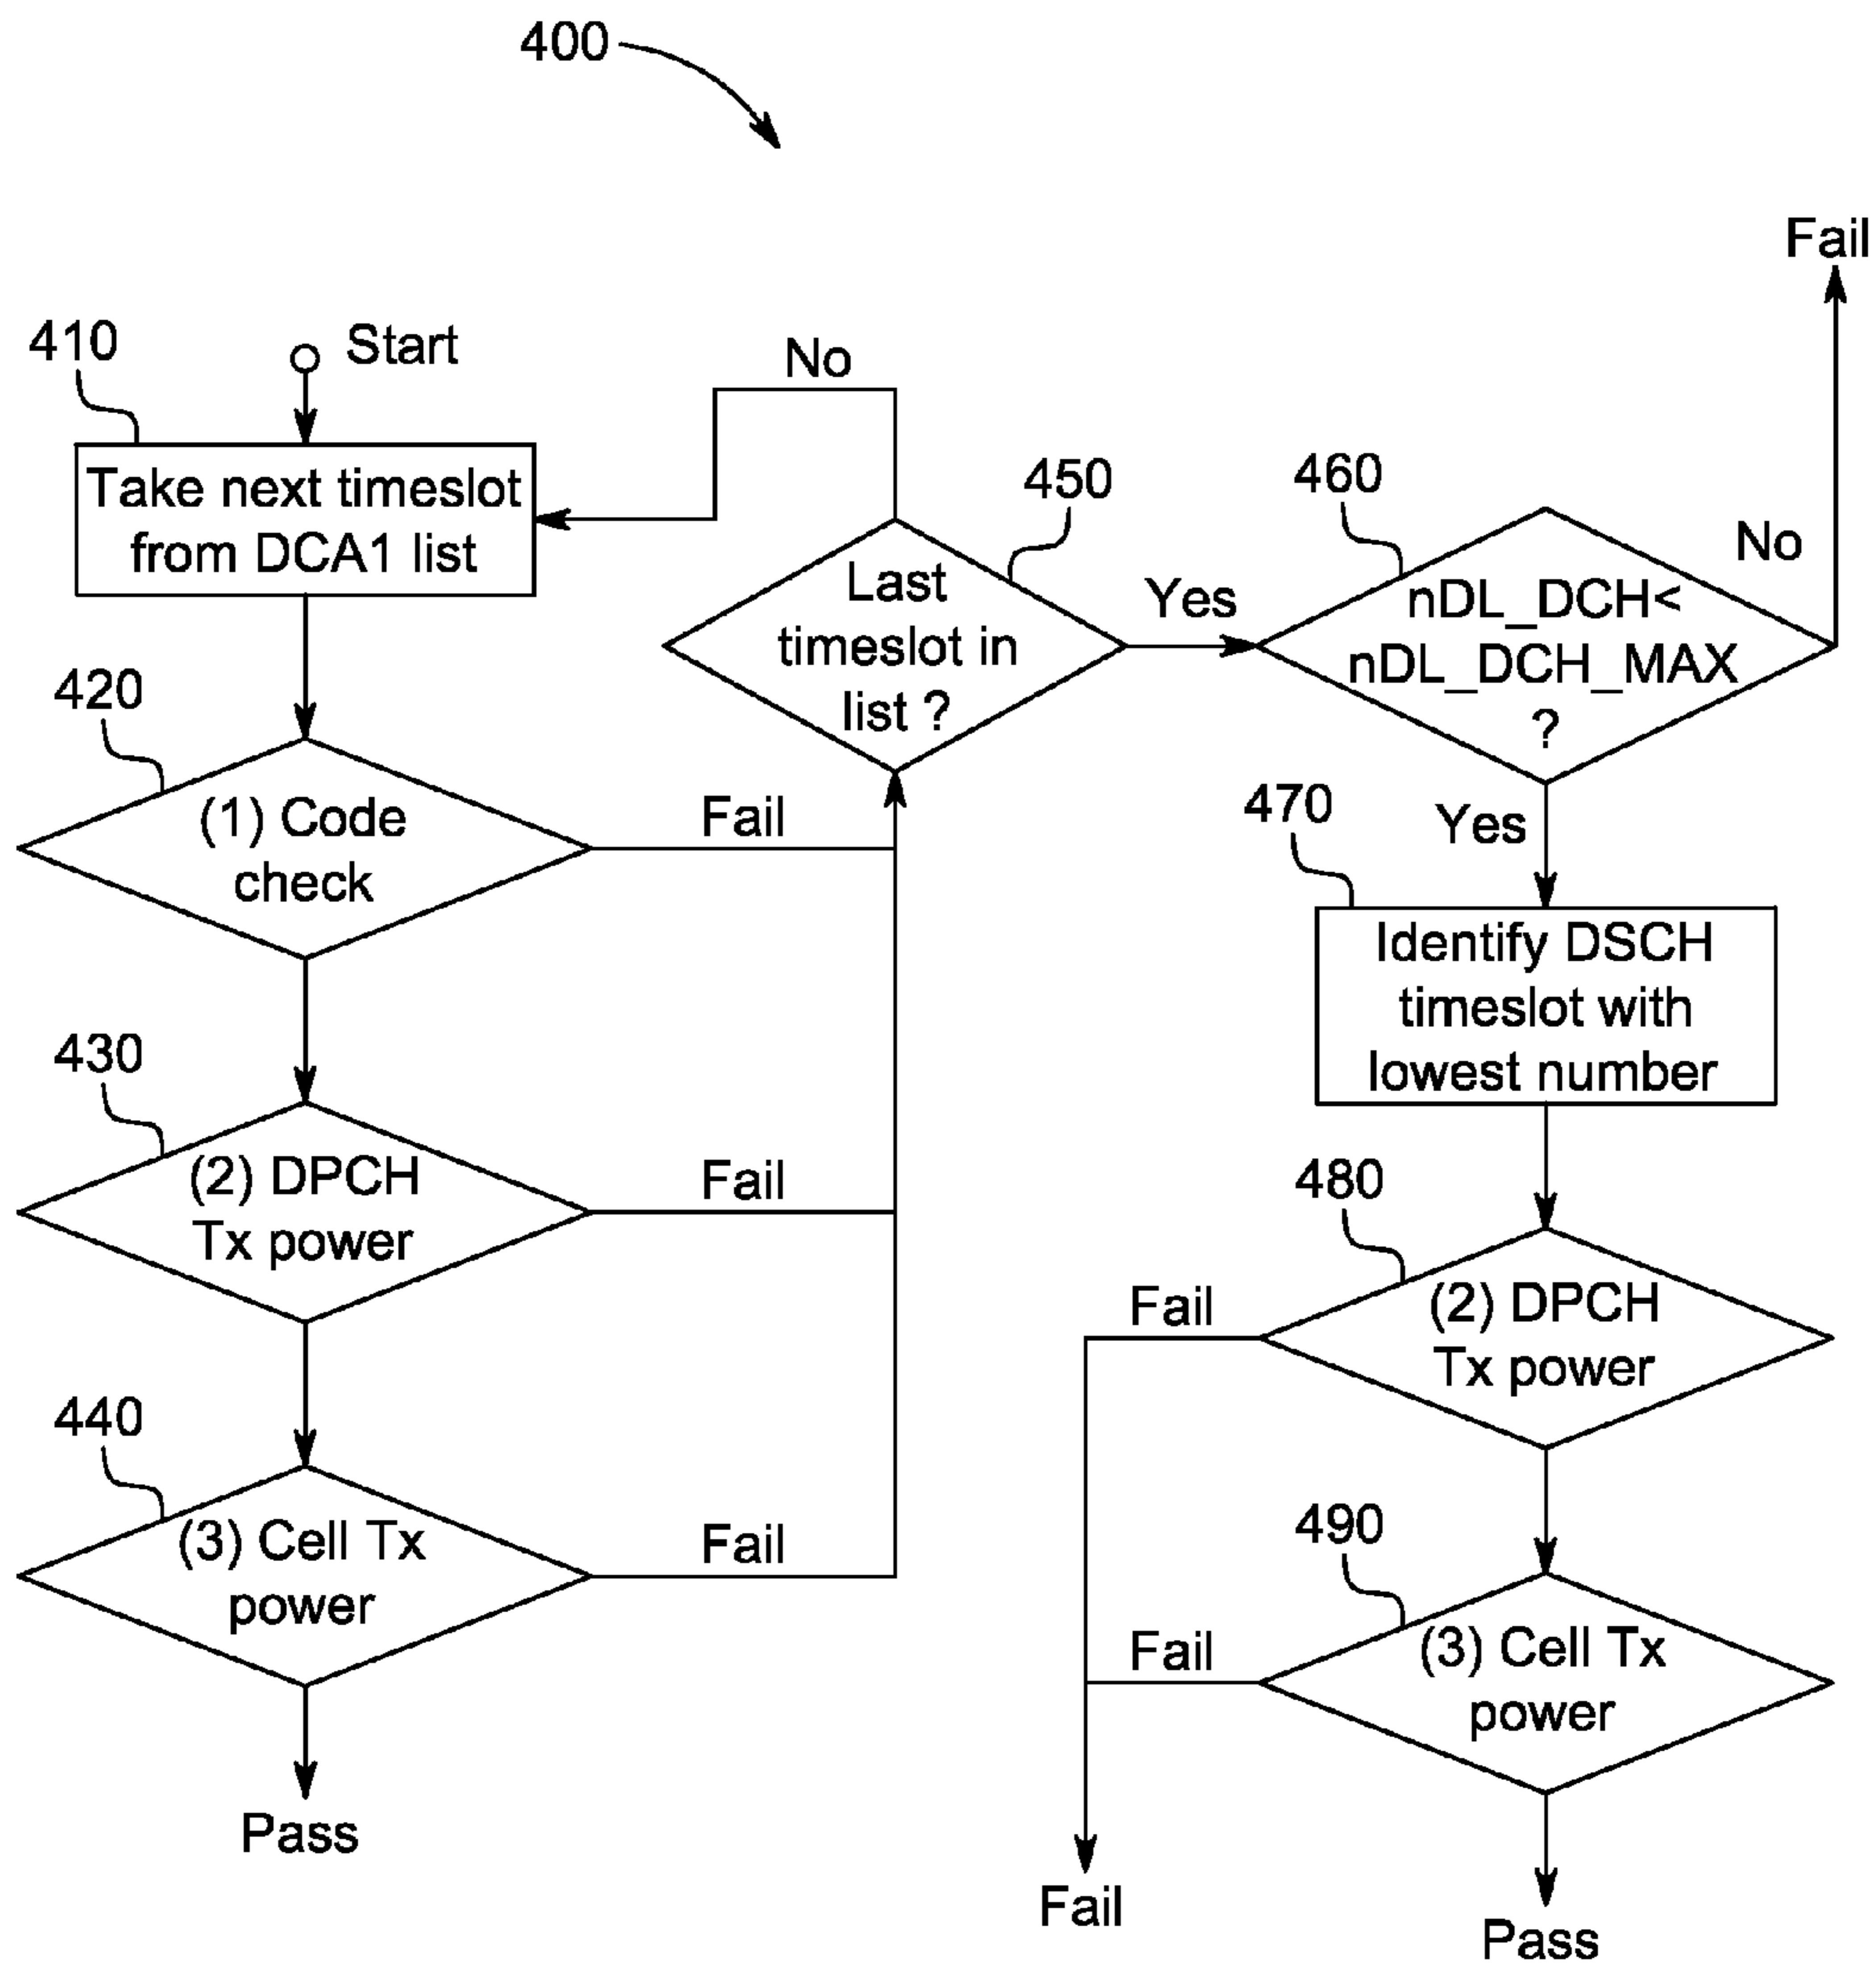 400
Fail
410
Start
No
Take next timeslot
from DCA1 list
450
Last
timeslot in
list ?
Yes
460
No
nDL_DCH<
nDL_DCH_MAX
?
420
(1) Code
check
Fail
Yes
470
Identify DSCH
timeslot with
lowest number
430
(2) DPCH
Tx power
Fail
480
(2) DPCH
Tx power
Fail
440
(3) Cell Tx
power
Fail
490
(3) Cell Tx
power
Fail
Pass
Fail
Pass